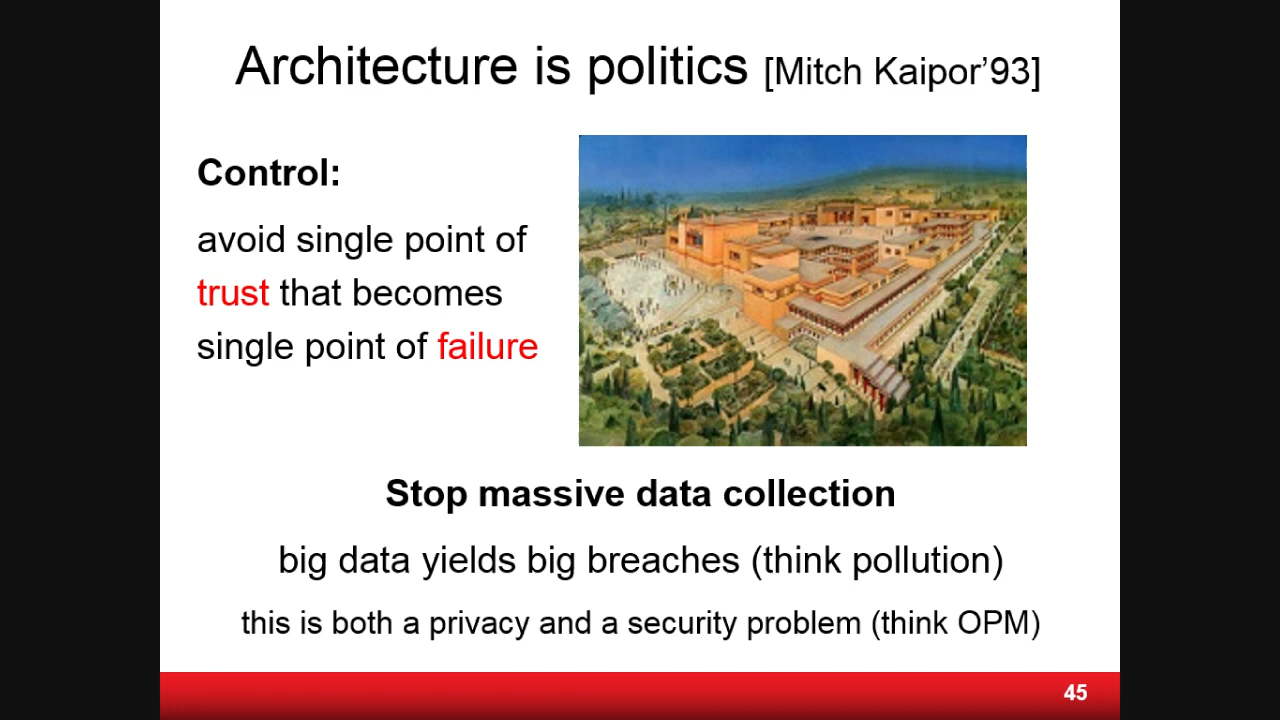 Architecture is politics [Mitch Kaipor’93]
Control:
avoid single point of
trust that becomes
single point of failure
Stop massive data collection
big data yields big breaches (think pollution)
this is both a privacy and a security problem (think OPM)
45